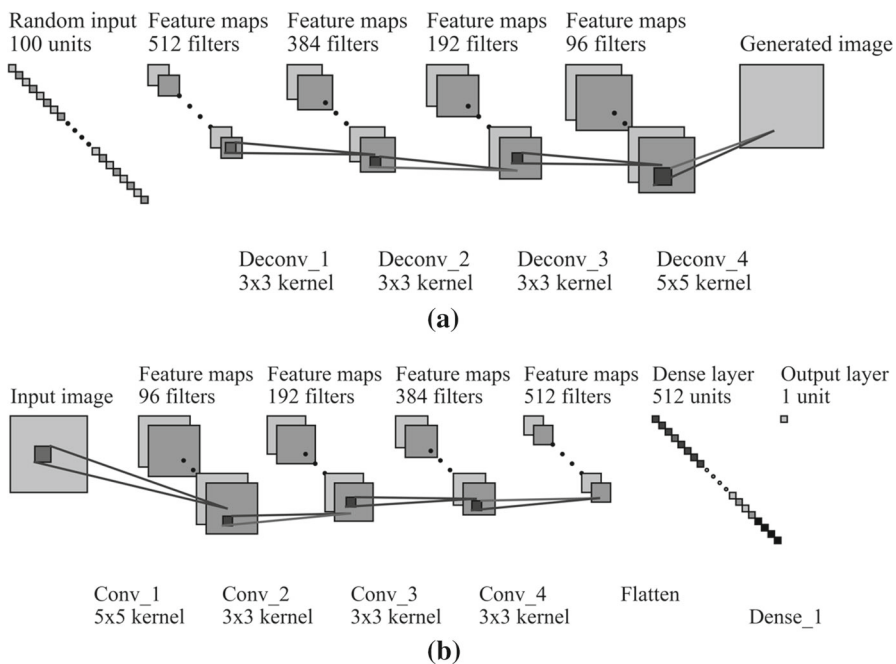 Random input Feature maps Feature maps Feature maps Feature maps
100 units 512 filters 384 filters 192 filters 96 filters Generated image
Deconv_1 Deconv_2 Deconv_3 Deconv_4
3x3 kernel 3x3 kernel 3x3 kernel 5x5 kernel
(a)
Feature maps Feature maps Feature maps Feature maps Dense layer Output layer
Input image 96 filters 192 filters 384 filters 512 filters 512 units 1 unit
Conv_1 Conv_2 Conv_3 Conv_4 Flatten
5x5 kernel 3x3 kernel 3x3 kernel 3x3 kernel Dense_1
(b)